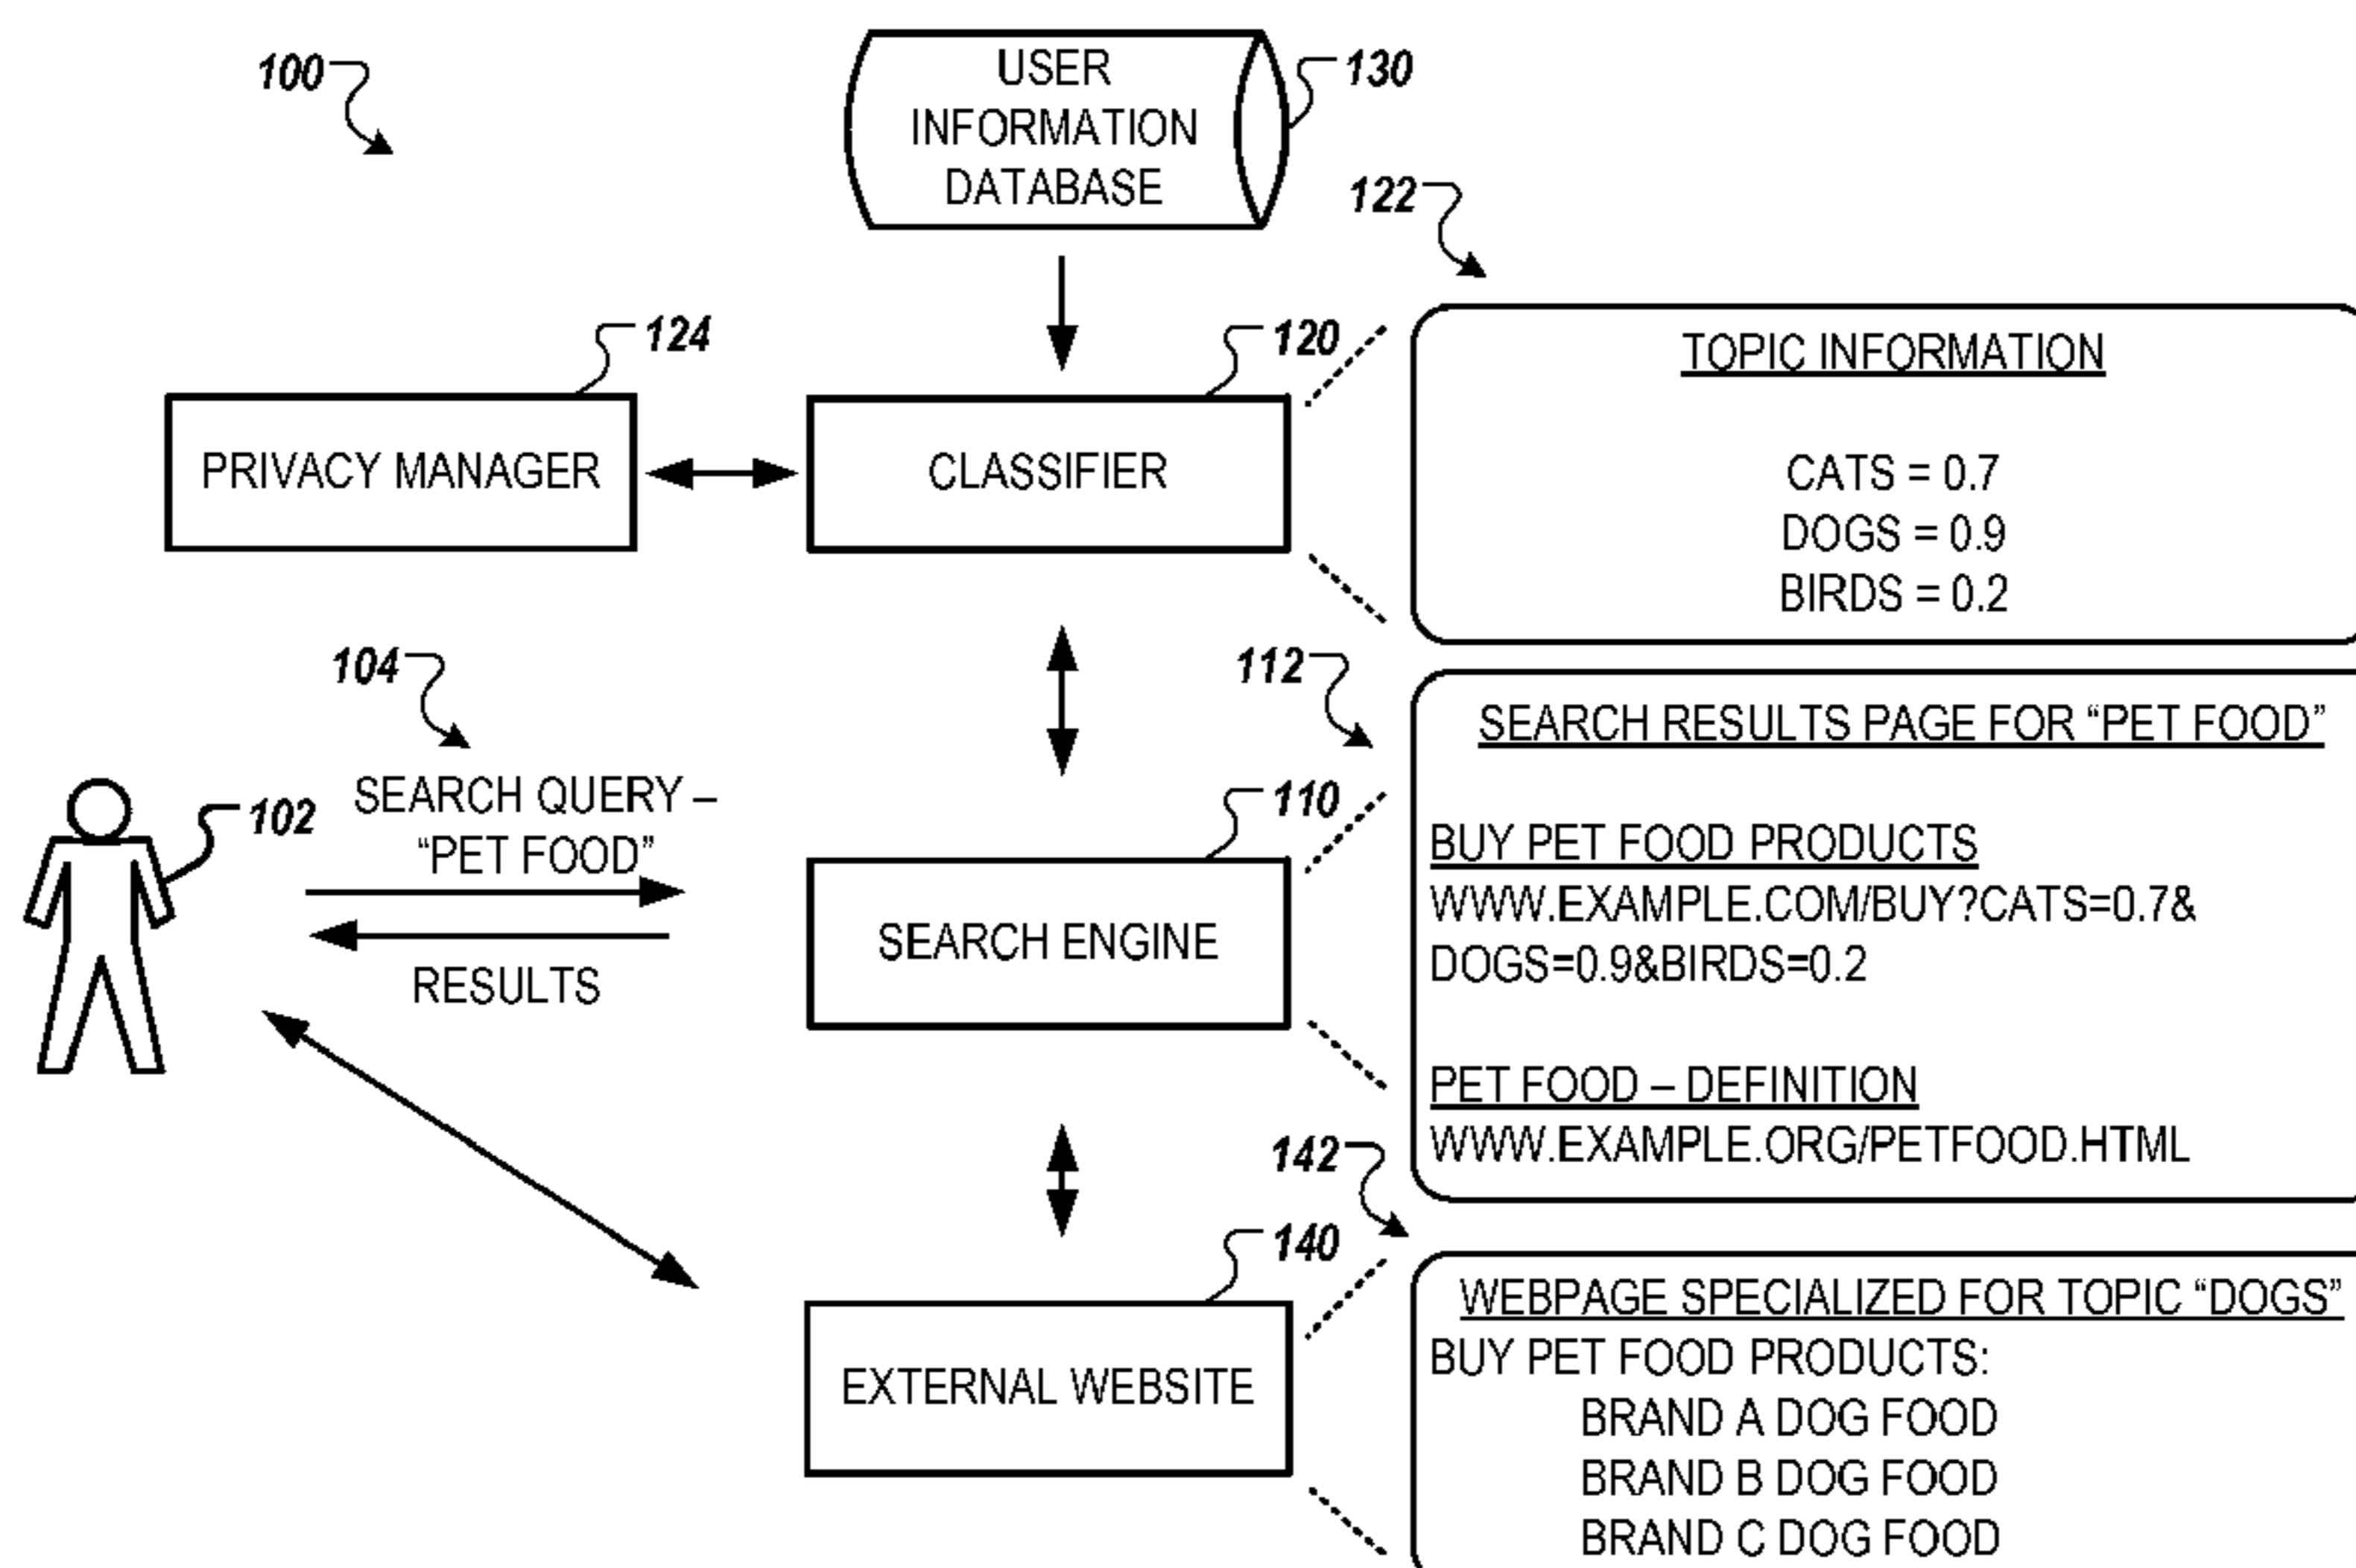 100
USER
INFORMATION
DATABASE
130
122
124
120
PRIVACY MANAGER
CLASSIFIER
TOPIC INFORMATION
CATS = 0.7
DOGS = 0.9
BIRDS = 0.2
104
112
102
SEARCH QUERY –
“PET FOOD”
RESULTS
110
SEARCH ENGINE
SEARCH RESULTS PAGE FOR “PET FOOD”
BUY PET FOOD PRODUCTS
WWW.EXAMPLE.COM/BUY?CATS=0.7&
DOGS=0.9&BIRDS=0.2
PET FOOD – DEFINITION
WWW.EXAMPLE.ORG/PETFOOD.HTML
142
140
EXTERNAL WEBSITE
WEBPAGE SPECIALIZED FOR TOPIC “DOGS”
BUY PET FOOD PRODUCTS:
BRAND A DOG FOOD
BRAND B DOG FOOD
BRAND C DOG FOOD